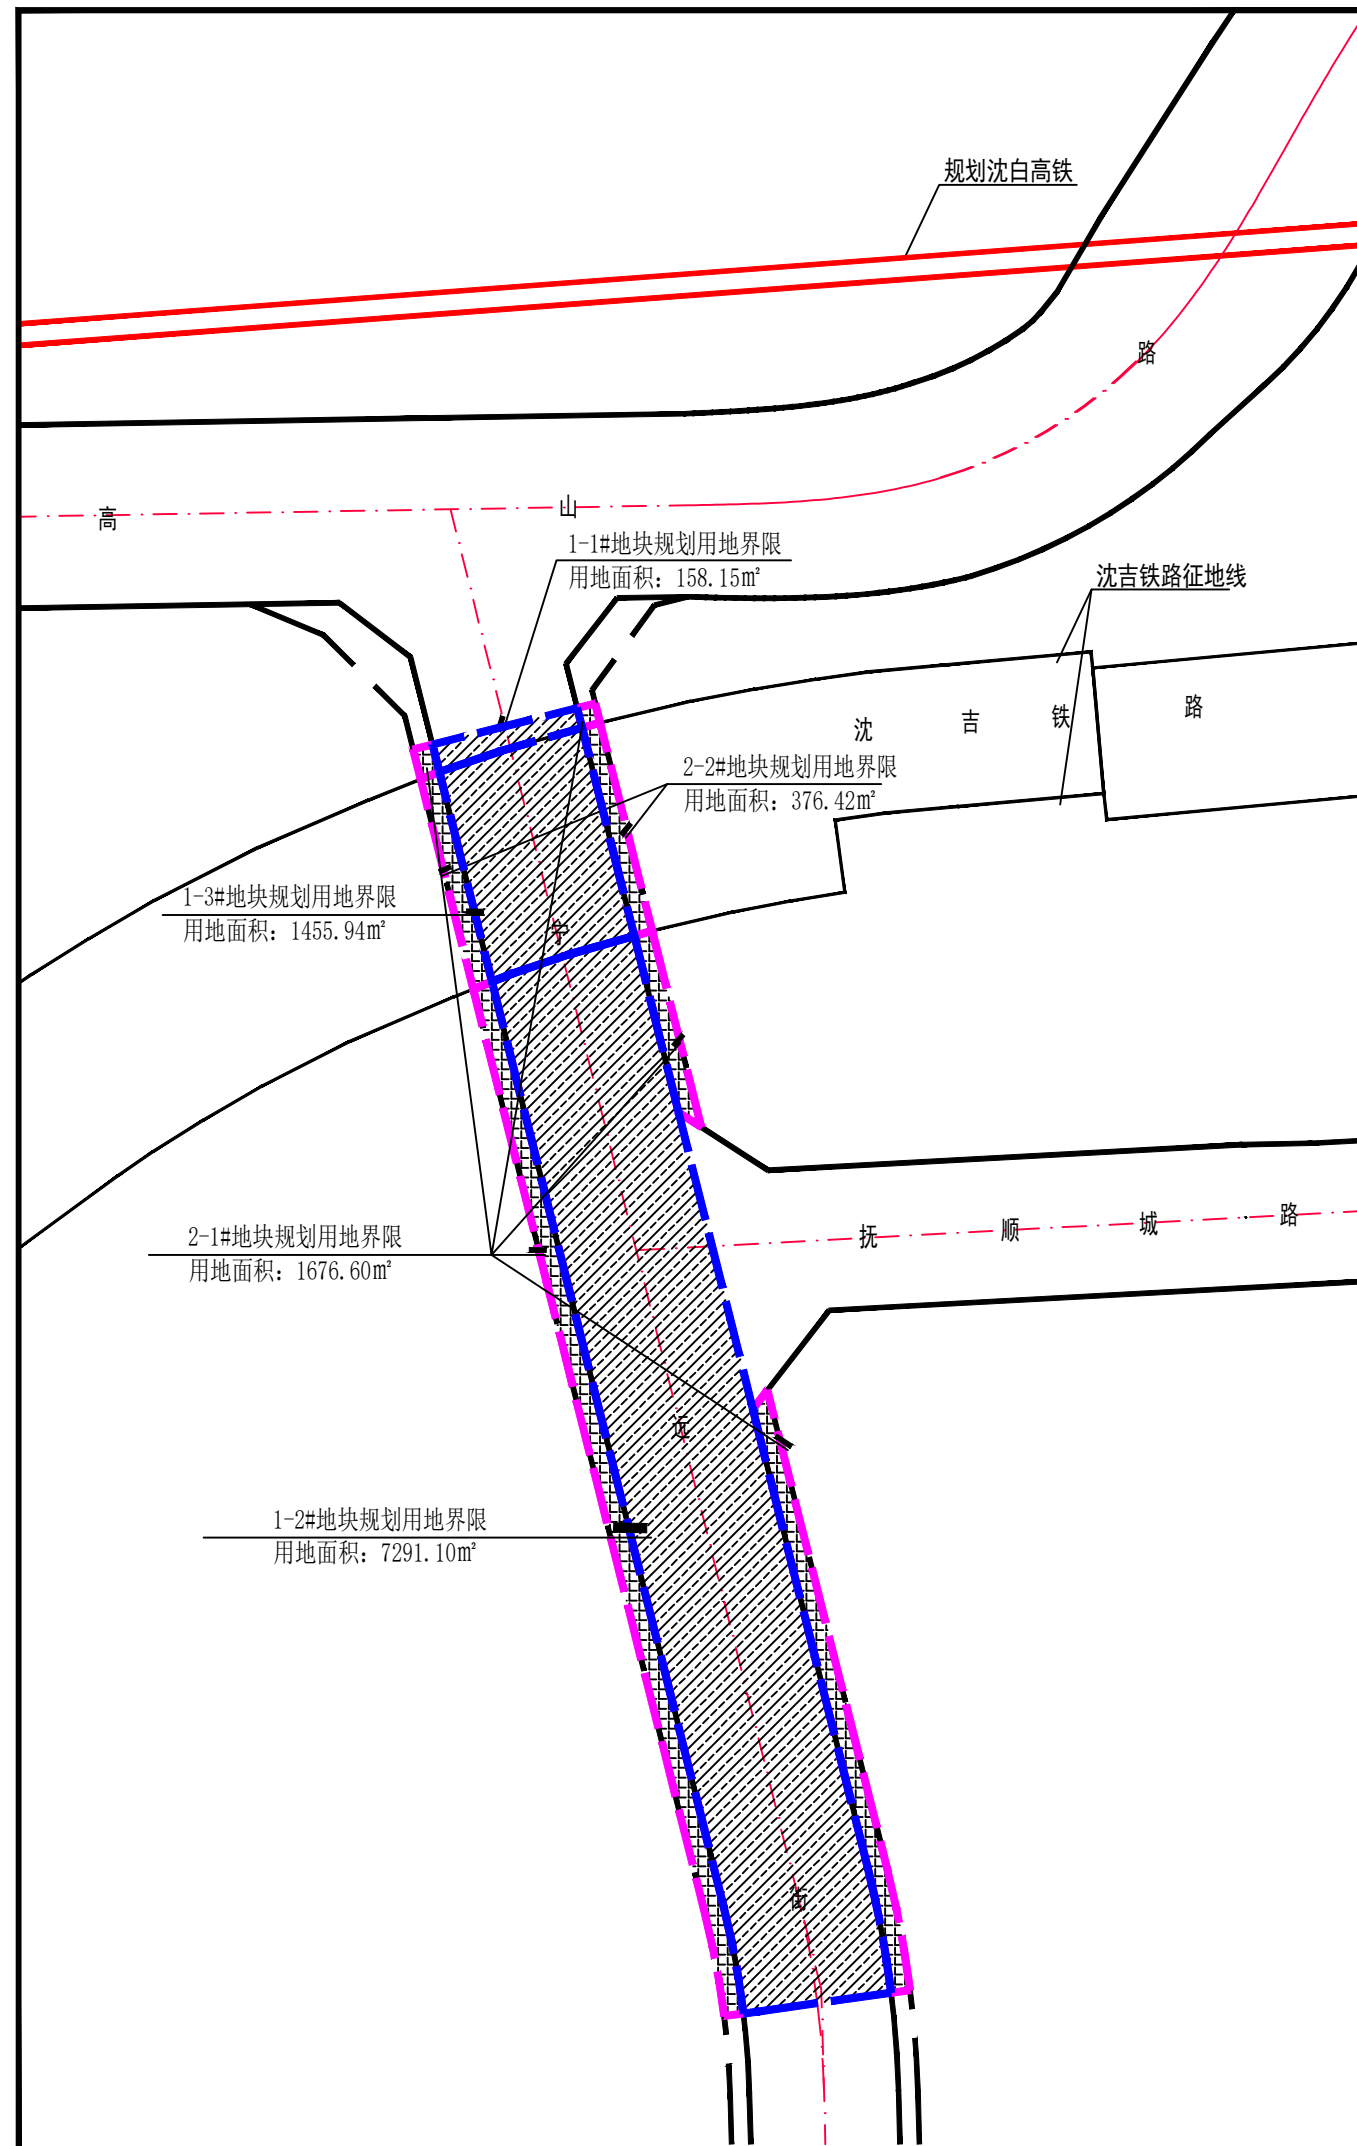 规划沈白高铁
路
高
山
1-1#地块规划用地界限
用地面积：158.15m²
沈吉铁路征地线
沈 吉 铁 路
2-2#地块规划用地界限
用地面积：376.42m²
1-3#地块规划用地界限
用地面积：1455.94m²
宁
2-1#地块规划用地界限
用地面积：1676.60m²
抚 顺 城 路
远
1-2#地块规划用地界限
用地面积：7291.10m²
街